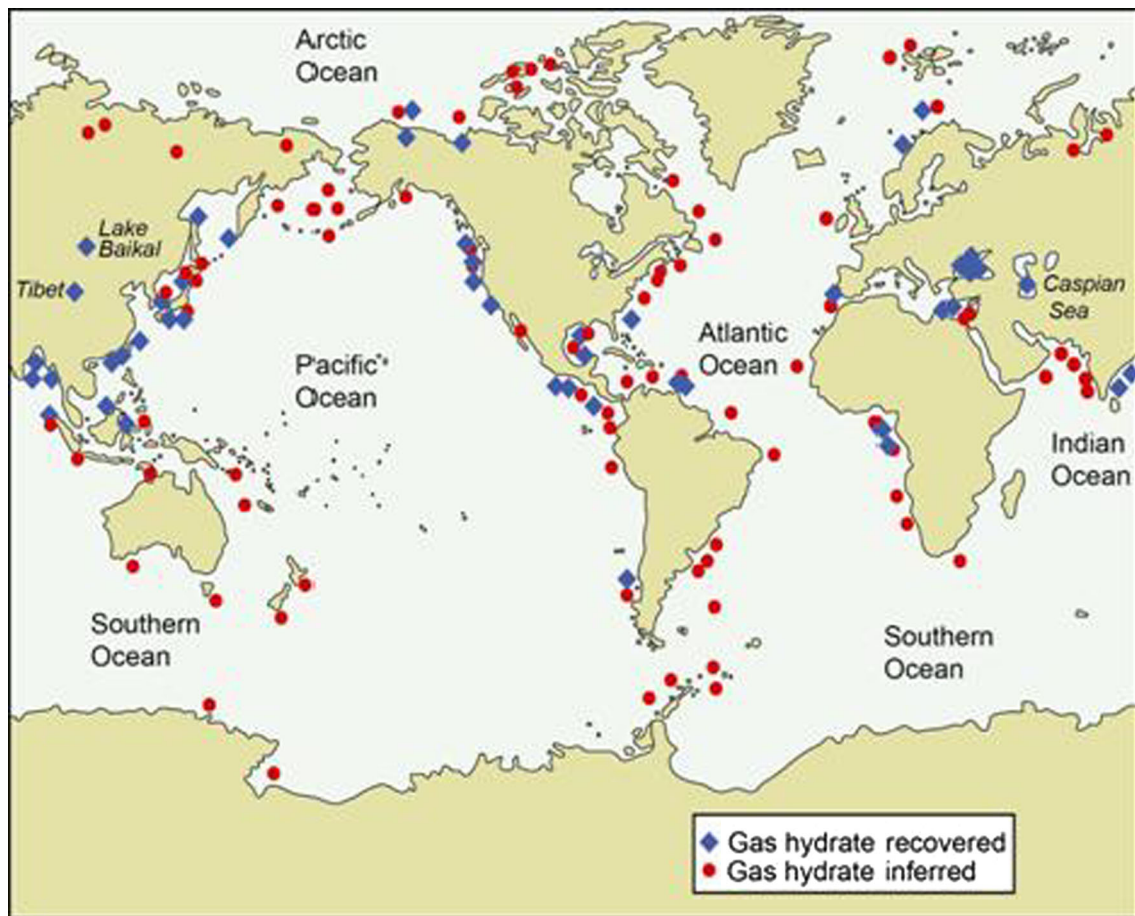 Arctic
Ocean
Lake
Baikal
Tibet
Caspian
Sea
Atlantic
Ocean
Pacific
Ocean
Indian
Ocean
Southern
Ocean
Southern
Ocean
Gas hydrate recovered
Gas hydrate inferred